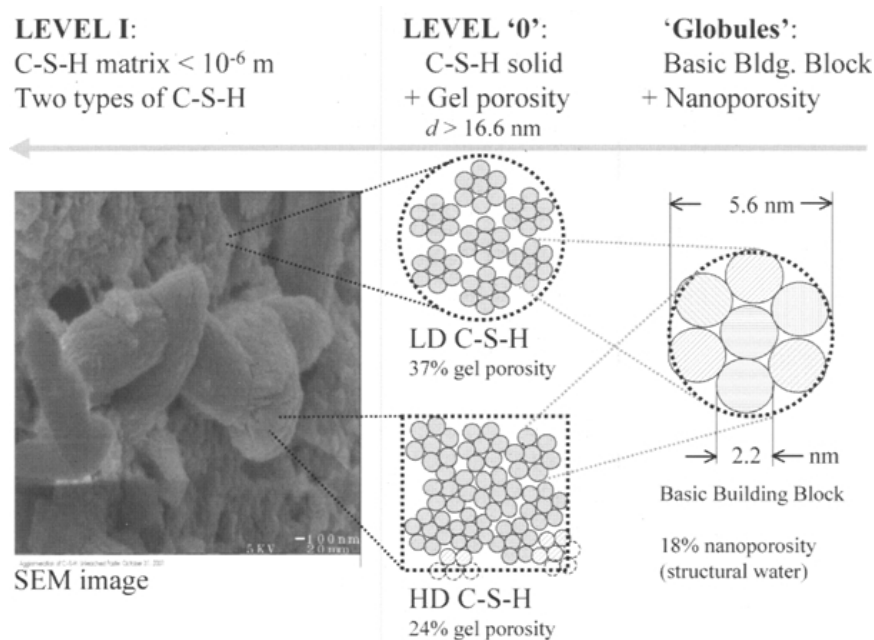 LEVEL I:
C-S-H matrix < 10⁻⁶ m
Two types of C-S-H
LEVEL ‘0’:
C-S-H solid
+ Gel porosity
d > 16.6 nm
‘Globules’:
Basic Bldg. Block
+ Nanoporosity
5.6 nm
LD C-S-H
37% gel porosity
2.2 nm
Basic Building Block
18% nanoporosity
(structural water)
100nm
5KV 20mm
SEM image
HD C-S-H
24% gel porosity